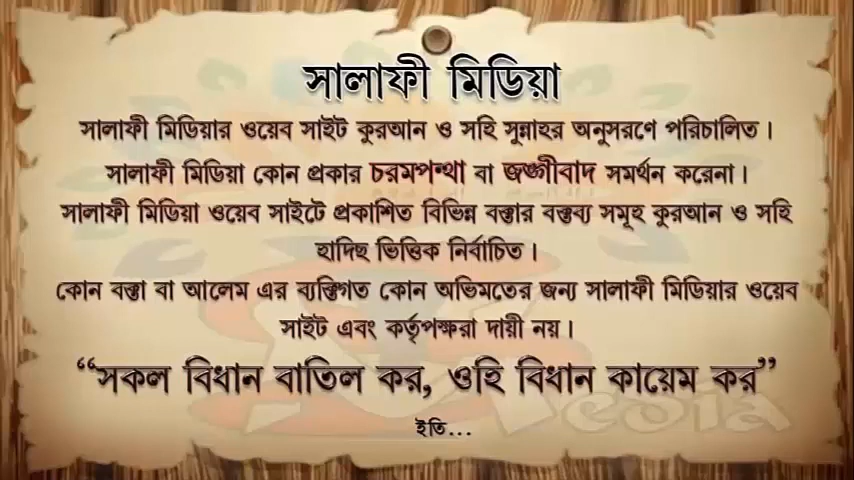 সালাফী মিডিয়া
সালাফী মিডিয়ার ওয়েব সাইট কুরআন ও সহি সুন্নাহর অনুসরণে পরিচালিত।
সালাফী মিডিয়া কোন প্রকার চরমপন্থা বা জঙ্গীবাদ সমর্থন করেনা।
সালাফী মিডিয়া ওয়েব সাইটে প্রকাশিত বিভিন্ন বক্তার বক্তব্য সমূহ কুরআন ও সহি
হাদিছ ভিত্তিক নির্বাচিত।
কোন বক্তা বা আলেম এর ব্যক্তিগত কোন অভিমতের জন্য সালাফী মিডিয়ার ওয়েব
সাইট এবং কর্তৃপক্ষরা দায়ী নয়।
“সকল বিধান বাতিল কর, ওহি বিধান কায়েম কর”
ইতি...